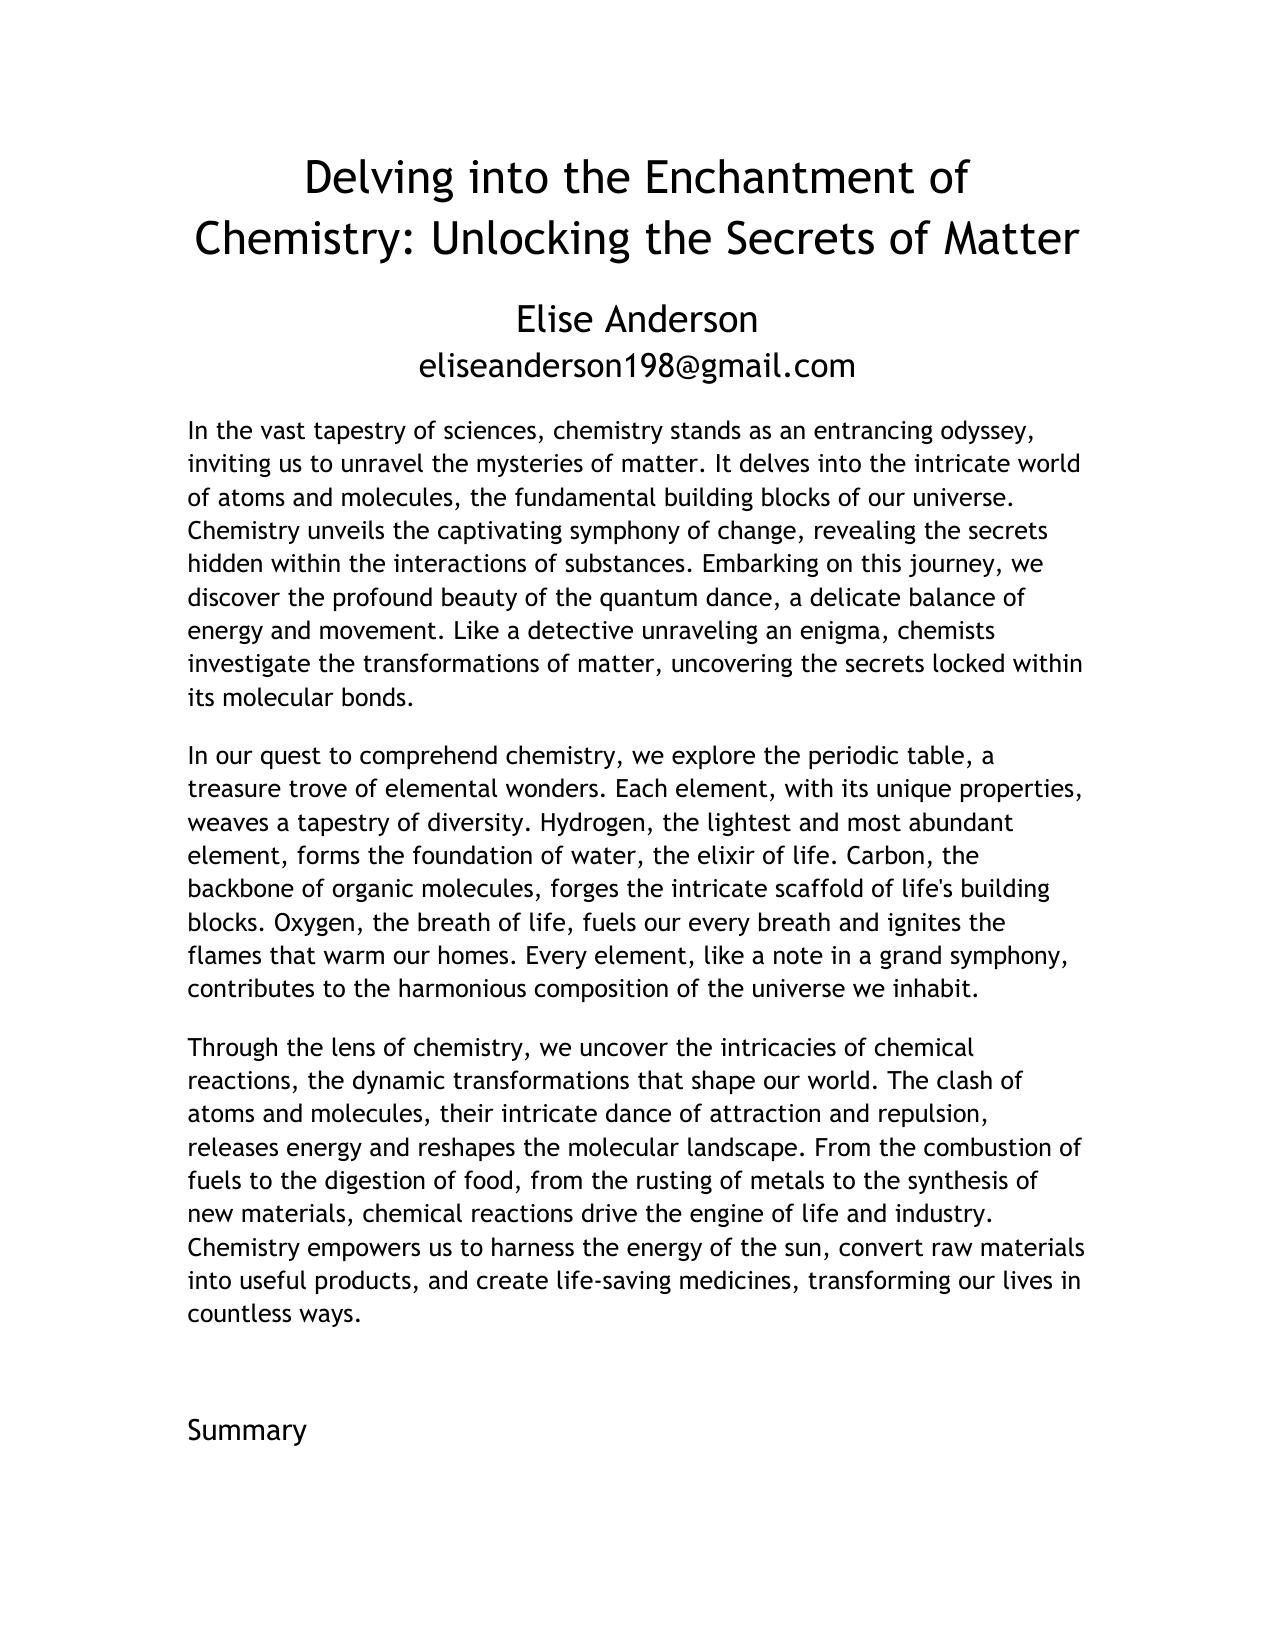 Delving into the Enchantment of
Chemistry: Unlocking the Secrets of Matter
Elise Anderson
eliseanderson198@gmail.com
In the vast tapestry of sciences, chemistry stands as an entrancing odyssey,
inviting us to unravel the mysteries of matter. It delves into the intricate world
of atoms and molecules, the fundamental building blocks of our universe.
Chemistry unveils the captivating symphony of change, revealing the secrets
hidden within the interactions of substances. Embarking on this journey, we
discover the profound beauty of the quantum dance, a delicate balance of
energy and movement. Like a detective unraveling an enigma, chemists
investigate the transformations of matter, uncovering the secrets locked within
its molecular bonds.
In our quest to comprehend chemistry, we explore the periodic table, a
treasure trove of elemental wonders. Each element, with its unique properties,
weaves a tapestry of diversity. Hydrogen, the lightest and most abundant
element, forms the foundation of water, the elixir of life. Carbon, the
backbone of organic molecules, forges the intricate scaffold of life's building
blocks. Oxygen, the breath of life, fuels our every breath and ignites the
flames that warm our homes. Every element, like a note in a grand symphony,
contributes to the harmonious composition of the universe we inhabit.
Through the lens of chemistry, we uncover the intricacies of chemical
reactions, the dynamic transformations that shape our world. The clash of
atoms and molecules, their intricate dance of attraction and repulsion,
releases energy and reshapes the molecular landscape. From the combustion of
fuels to the digestion of food, from the rusting of metals to the synthesis of
new materials, chemical reactions drive the engine of life and industry.
Chemistry empowers us to harness the energy of the sun, convert raw materials
into useful products, and create life-saving medicines, transforming our lives in
countless ways.
Summary